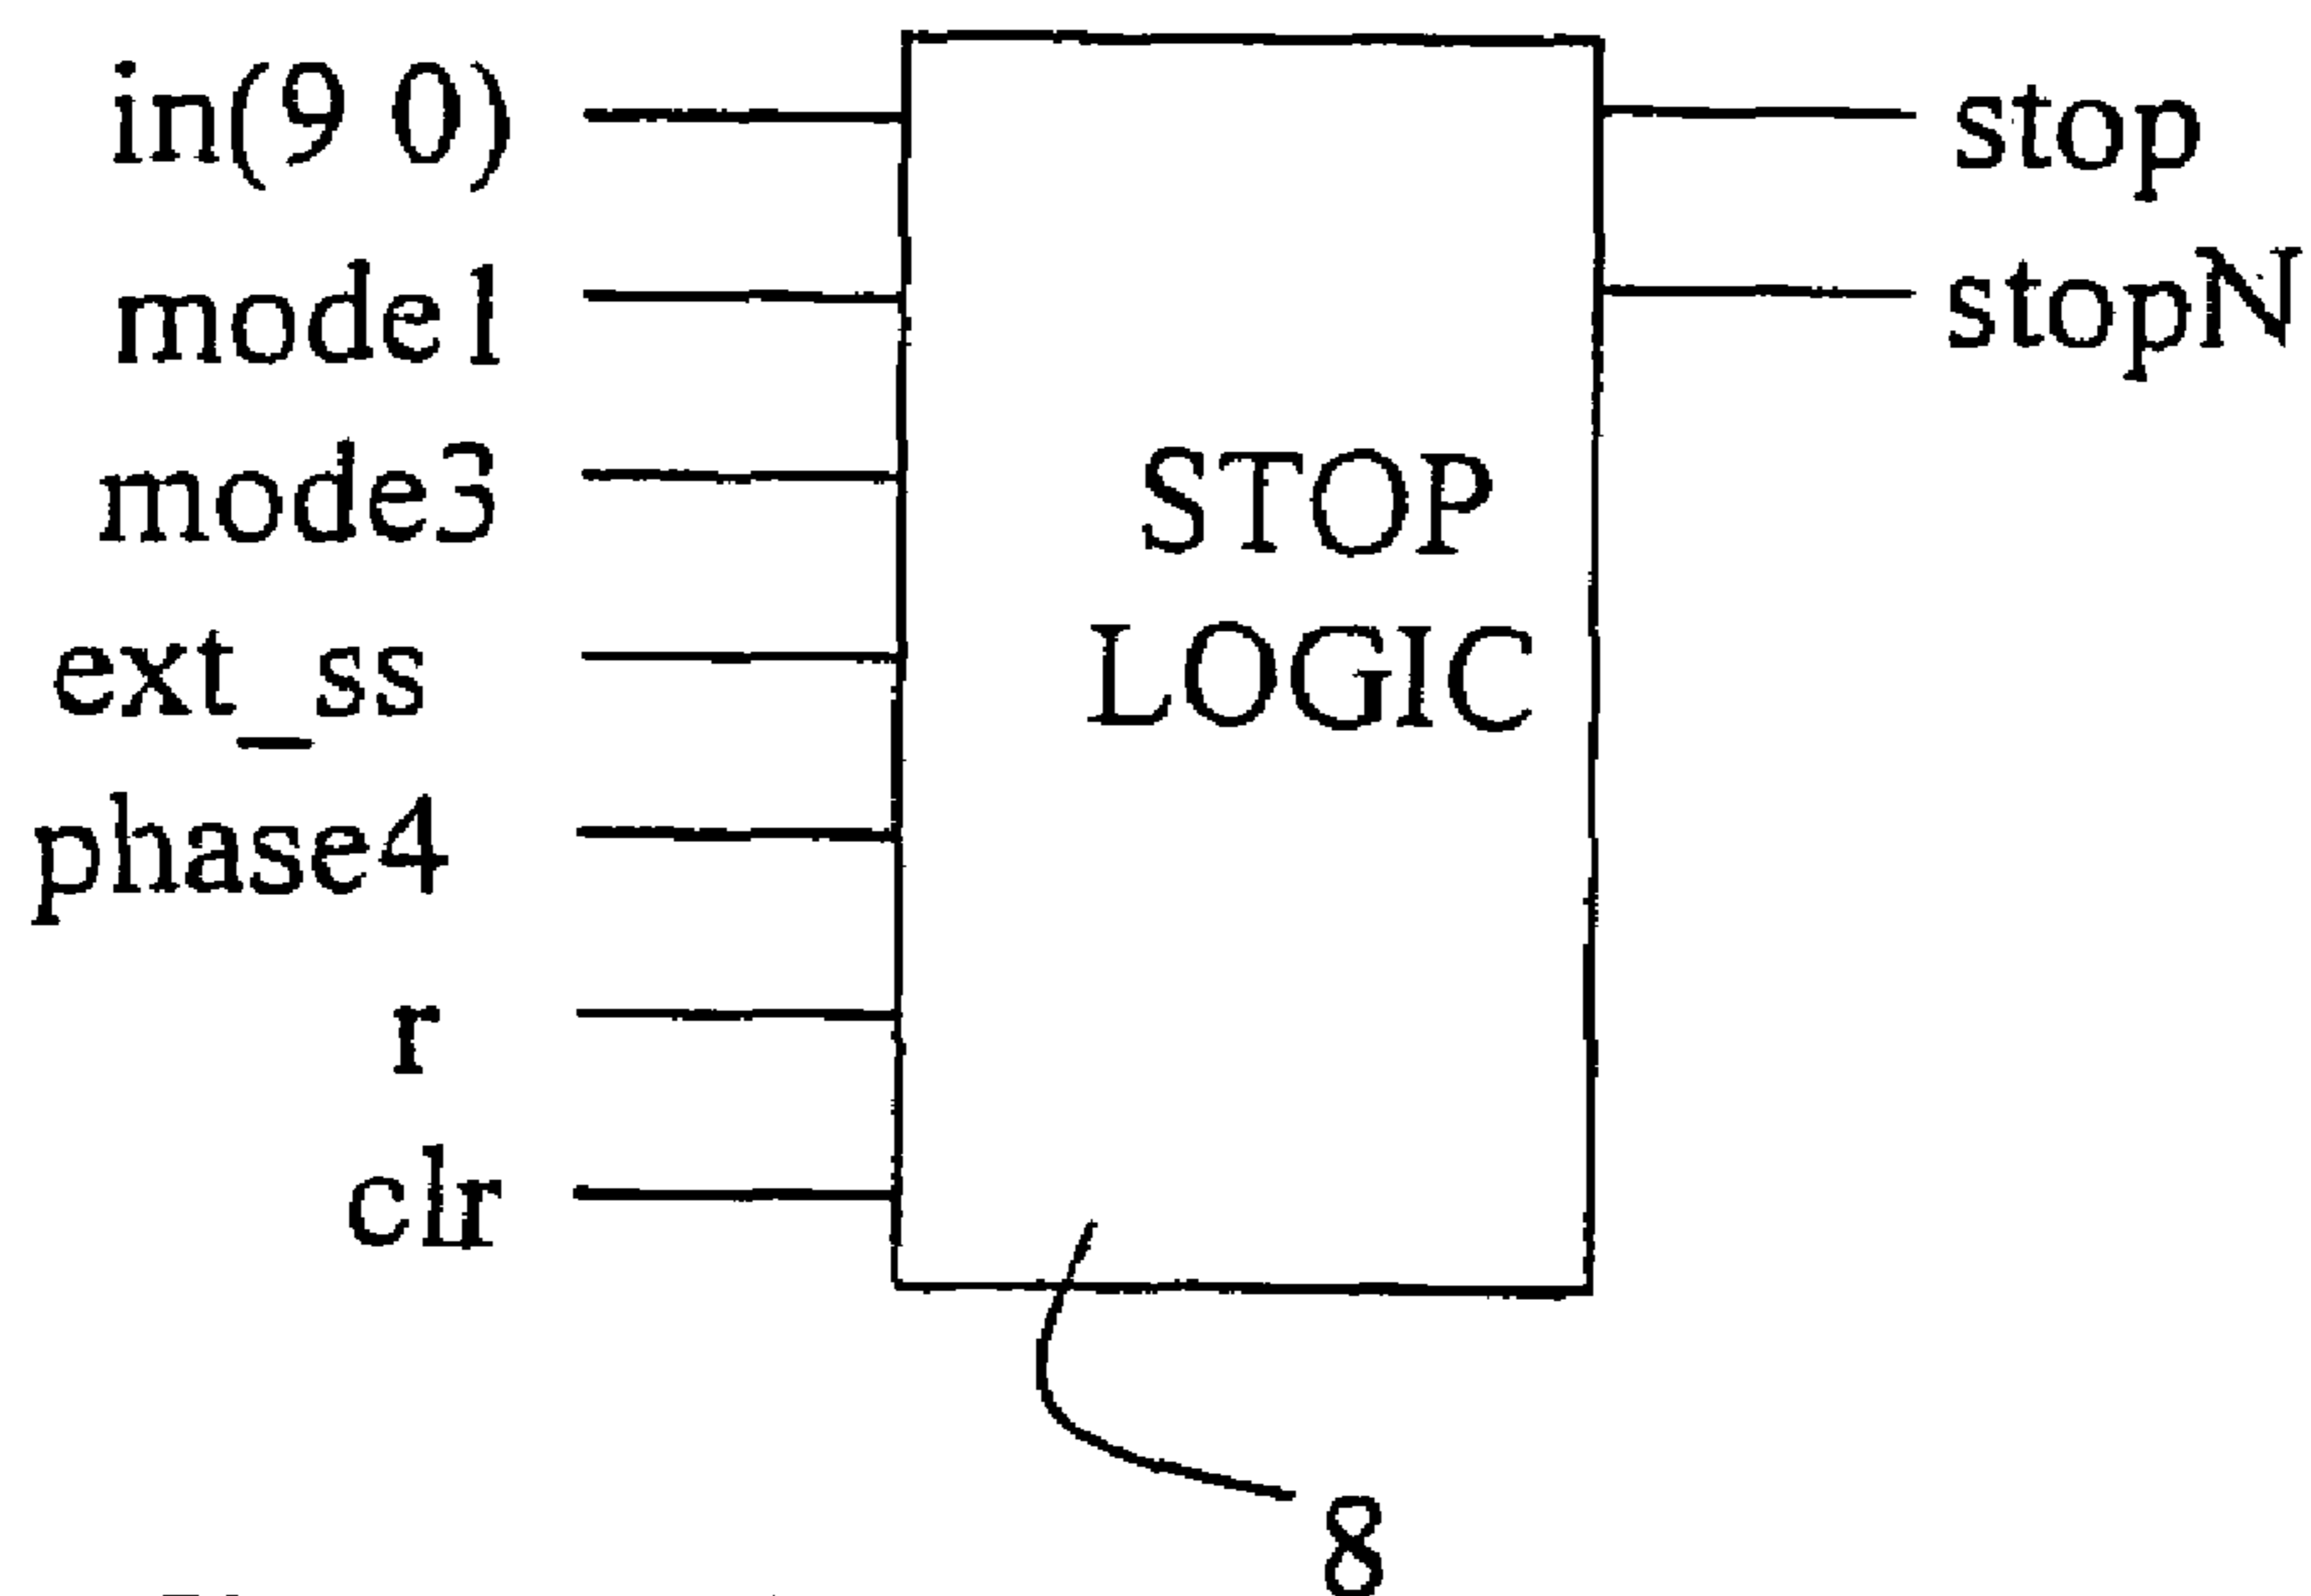 in(9 0)
mode1
mode3
ext_ss
phase4
r
clr
STOP
LOGIC
stop
stopN
8